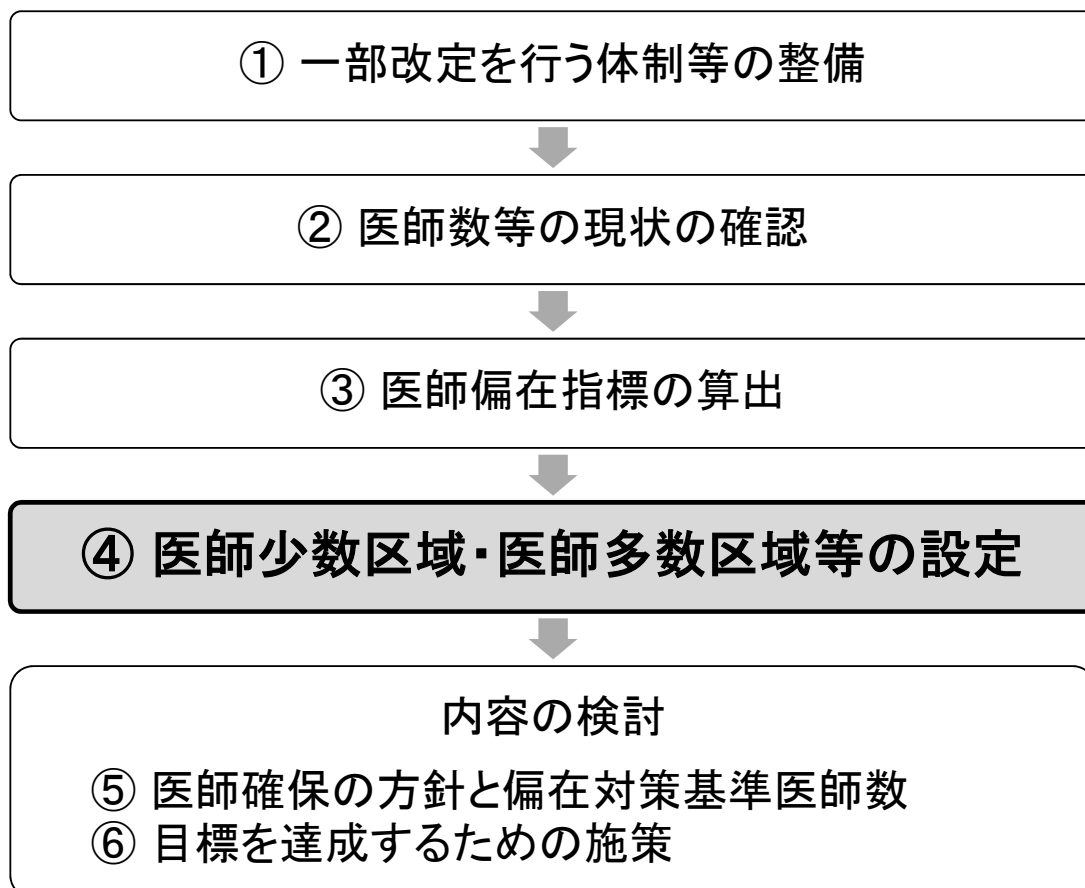 ① 一部改定を行う体制等の整備
② 医師数等の現状の確認
③ 医師偏在指標の算出
④ 医師少数区域・医師多数区域等の設定
内容の検討
⑤ 医師確保の方針と偏在対策基準医師数
⑥ 目標を達成するための施策